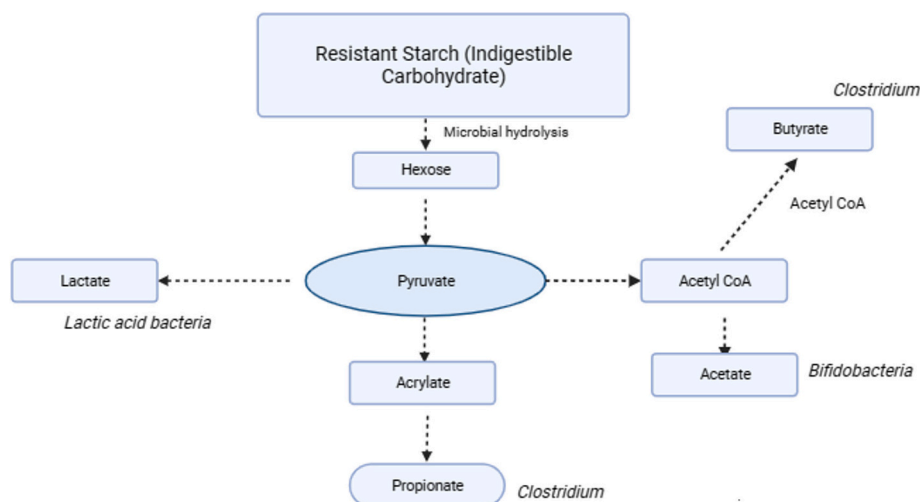 Resistant Starch (Indigestible
Carbohydrate)
Clostridium
Microbial hydrolysis
Butyrate
Hexose
Acetyl CoA
Lactate
Pyruvate
Acetyl CoA
Lactic acid bacteria
Acrylate
Acetate
Bifidobacteria
Propionate
Clostridium